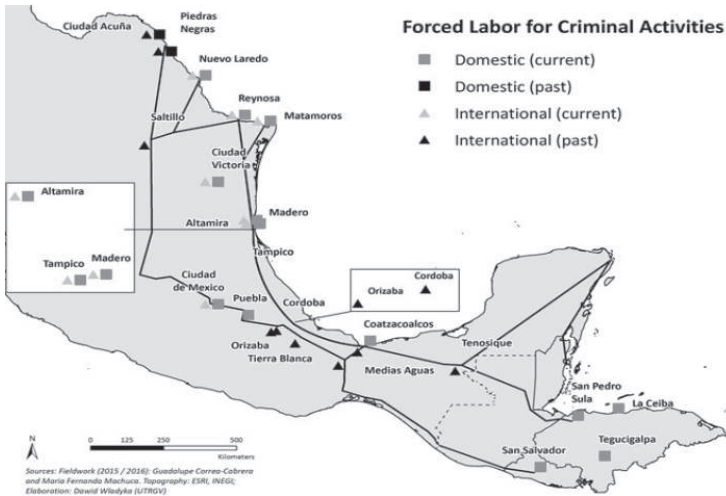 Forced Labor for Criminal Activities
Domestic (current)
Domestic (past)
International (current)
International (past)
Ciudad Acuña
Piedras
Negras
Nuevo Laredo
Reynosa
Matamoros
Saltillo
Ciudad
Victoria
Altamira
Altamira
Madero
Tampico
Madero
Tampico
Ciudad
de Mexico
Puebla
Cordoba
Orizaba
Cordoba
Coatzacoalcos
Orizaba
Tierra Blanca
Medias Aguas
Tenosique
San Pedro
Sula
La Ceiba
San Salvador
Tegucigalpa
N
0 125 250 500
Kilometers
Sources: Fieldwork (2015 / 2016): Guadalupe Correa-Cabrera
and Maria Fernanda Machuca. Topography: ESRI, INEGI;
Elaboration: Dawid Wladyka (UTRGV)